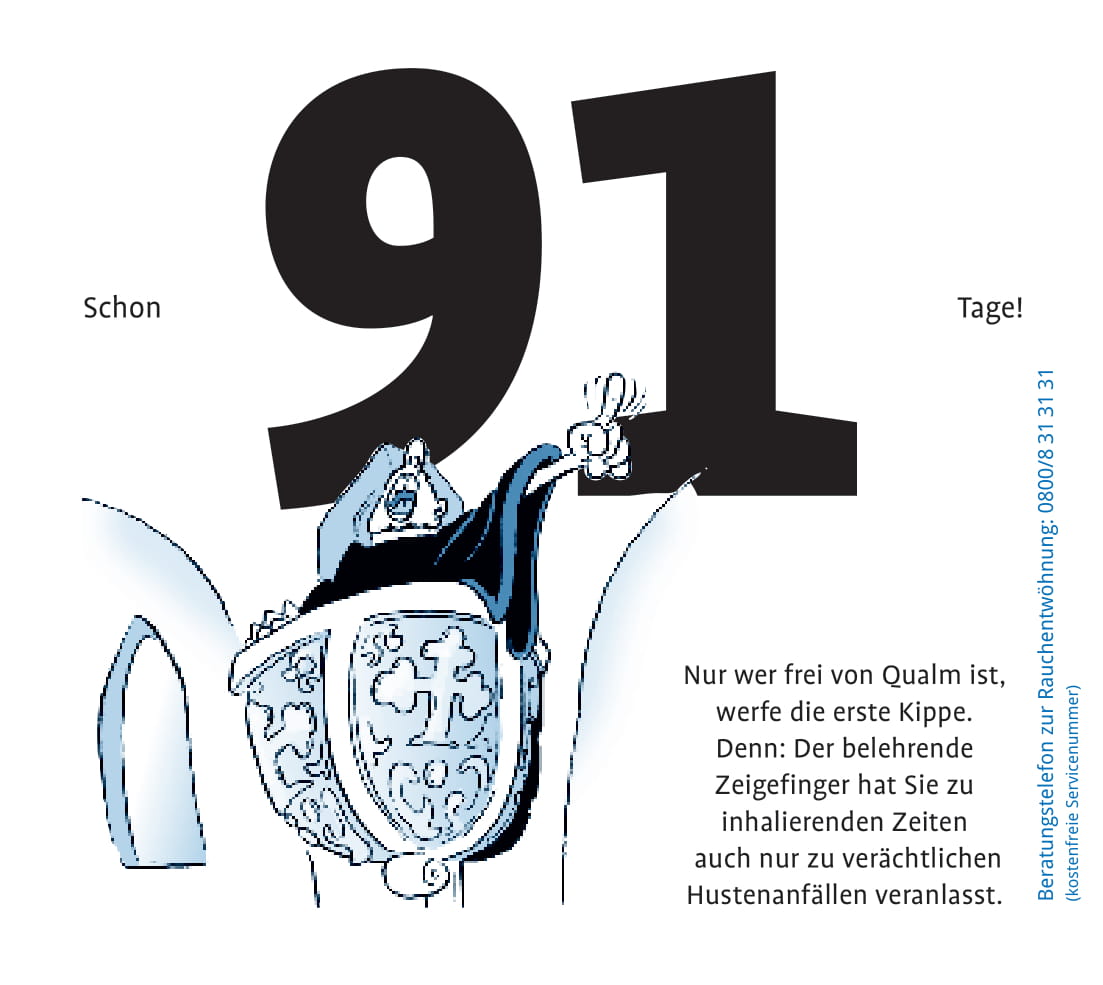 91
Schon
Tage!
Nur wer frei von Qualm ist,
werfe die erste Kippe.
Denn: Der belehrende
Zeigefinger hat Sie zu
inhalierenden Zeiten
auch nur zu verächtlichen
Hustenanfällen veranlasst.
Beratungstelefon zur Rauchentwöhnung: 0800/8 31 31 31
(kostenfreie Servicenummer)